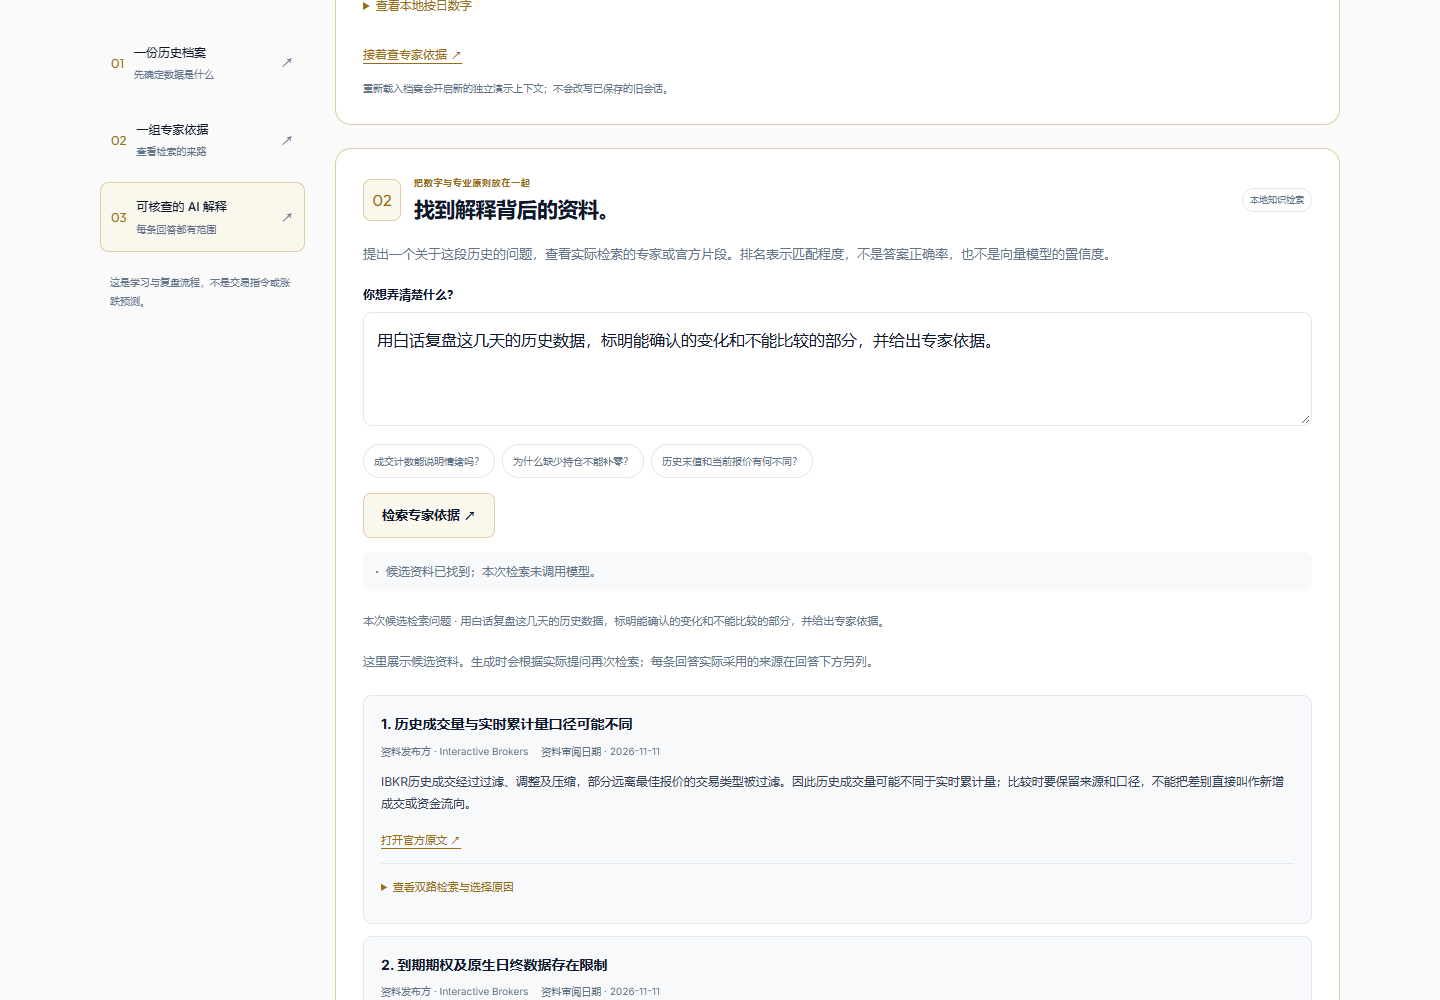 01
一份历史档案
先确定数据是什么
02
一组专家依据
查看检索的来路
03
可核查的 AI 解释
每条回答都有范围
这是学习与复盘流程，不是交易指令或涨
跌预测。
查看本地按日数字
接着查专家依据 ↗
重新载入档案会开启新的独立演示上下文；不会改写已保存的旧会话。
02
把数字与专业原则放在一起
找到解释背后的资料。
本地知识检索
提出一个关于这段历史的问题，查看实际检索的专家或官方片段。排名表示匹配程度，不是答案正确率，也不是向量模型的置信度。
你想弄清楚什么?
用白话复盘这几天的历史数据，标明能确认的变化和不能比较的部分，并给出专家依据。
成交计数能说明情绪吗?
为什么缺少持仓不能补零?
历史末值和当前报价有何不同?
检索专家依据 ↗
· 候选资料已找到；本次检索未调用模型。
本次候选检索问题 · 用白话复盘这几天的历史数据，标明能确认的变化和不能比较的部分，并给出专家依据。
这里展示候选资料。生成时会根据实际提问再次检索；每条回答实际采用的来源在回答下方另列。
1. 历史成交量与实时累计量口径可能不同
资料发布方 · Interactive Brokers 资料审阅日期 · 2026-11-11
IBKR历史成交经过过滤、调整及压缩，部分远离最佳报价的交易类型被过滤。因此历史成交量可能不同于实时累计量；比较时要保留来源和口径，不能把差别直接叫作新增
成交或资金流向。
打开官方原文 ↗
查看双路检索与选择原因
2. 到期期权及原生日终数据存在限制
资料发布方 · Interactive Brokers 资料审阅日期 · 2026-11-11